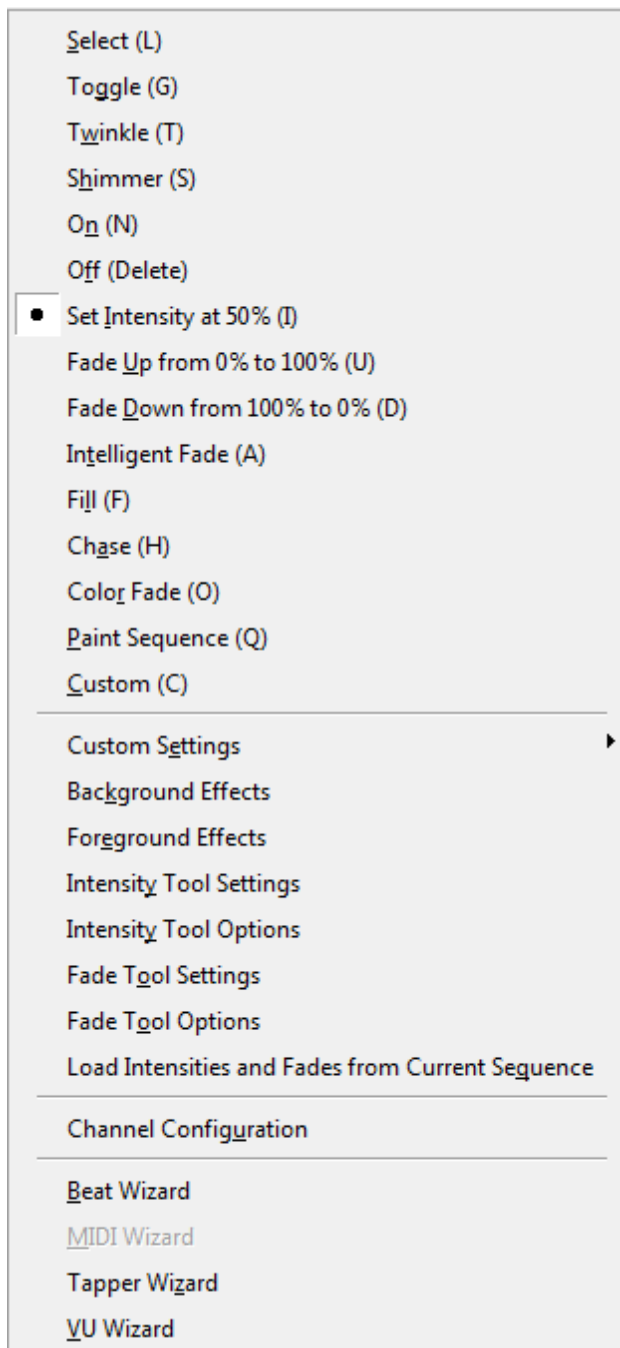 Select (L)
Toggle (G)
Twinkle (T)
Shimmer (S)
On (N)
Off (Delete)
Set Intensity at 50% (I)
Fade Up from 0% to 100% (U)
Fade Down from 100% to 0% (D)
Intelligent Fade (A)
Fill (F)
Chase (H)
Color Fade (O)
Paint Sequence (Q)
Custom (C)
Custom Settings
Background Effects
Foreground Effects
Intensity Tool Settings
Intensity Tool Options
Fade Tool Settings
Fade Tool Options
Load Intensities and Fades from Current Sequence
Channel Configuration
Beat Wizard
MIDI Wizard
Tapper Wizard
VU Wizard